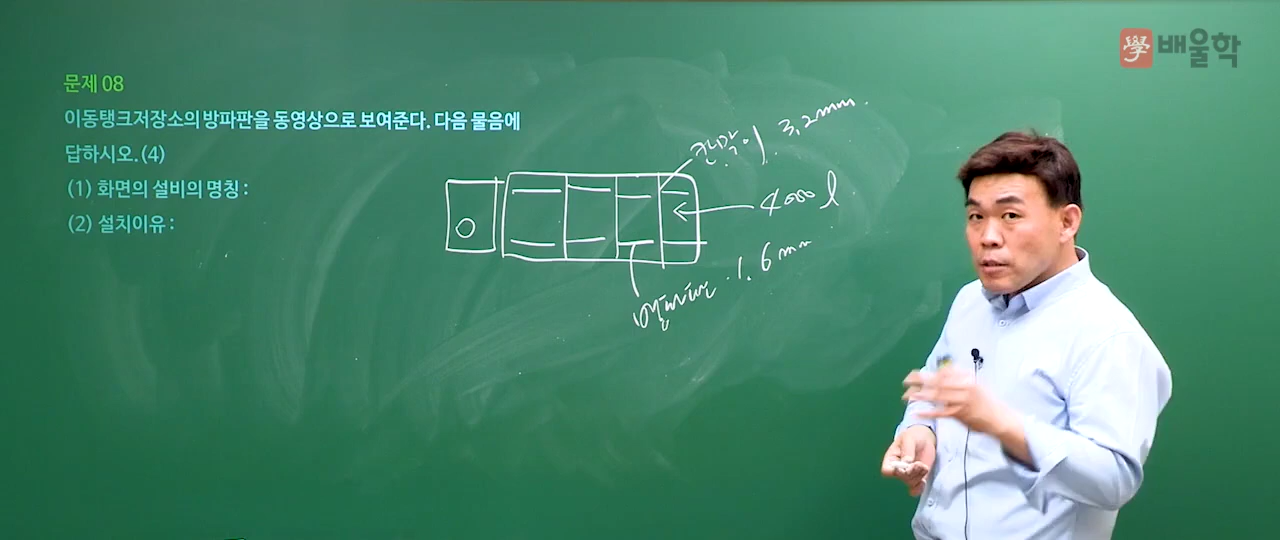 學 배울학
문제 08
이동탱크저장소의 방파판을 동영상으로 보여준다. 다음 물음에
답하시오. (4)
(1) 화면의 설비의 명칭 :
(2) 설치이유 :
칸막이 3.2mm
4000 l
방파판 1.6mm